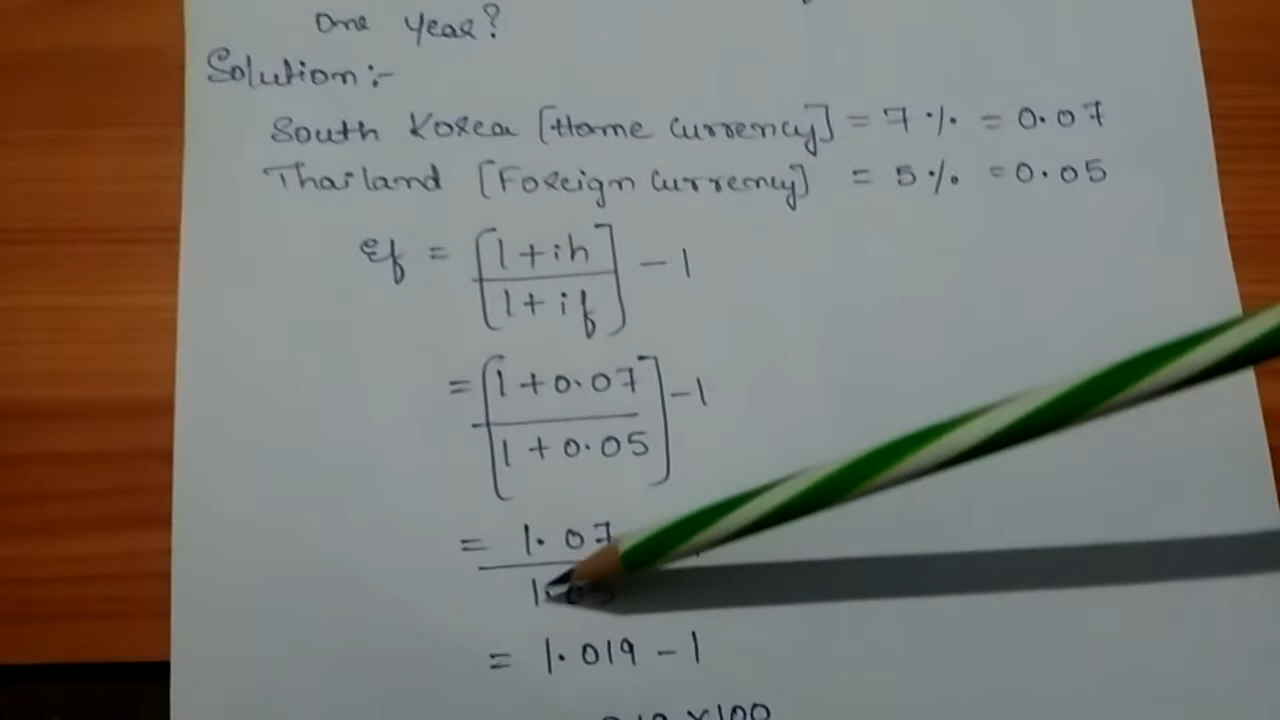 One year?
Solution :-
South Korea [Home Currency] = 7% = 0.07
Thailand [Foreign Currency] = 5% = 0.05
ef = [1+ih] - 1
[1+if]
= [1+0.07] -1
[1+0.05]
= 1.07
= 1.019 - 1
x100